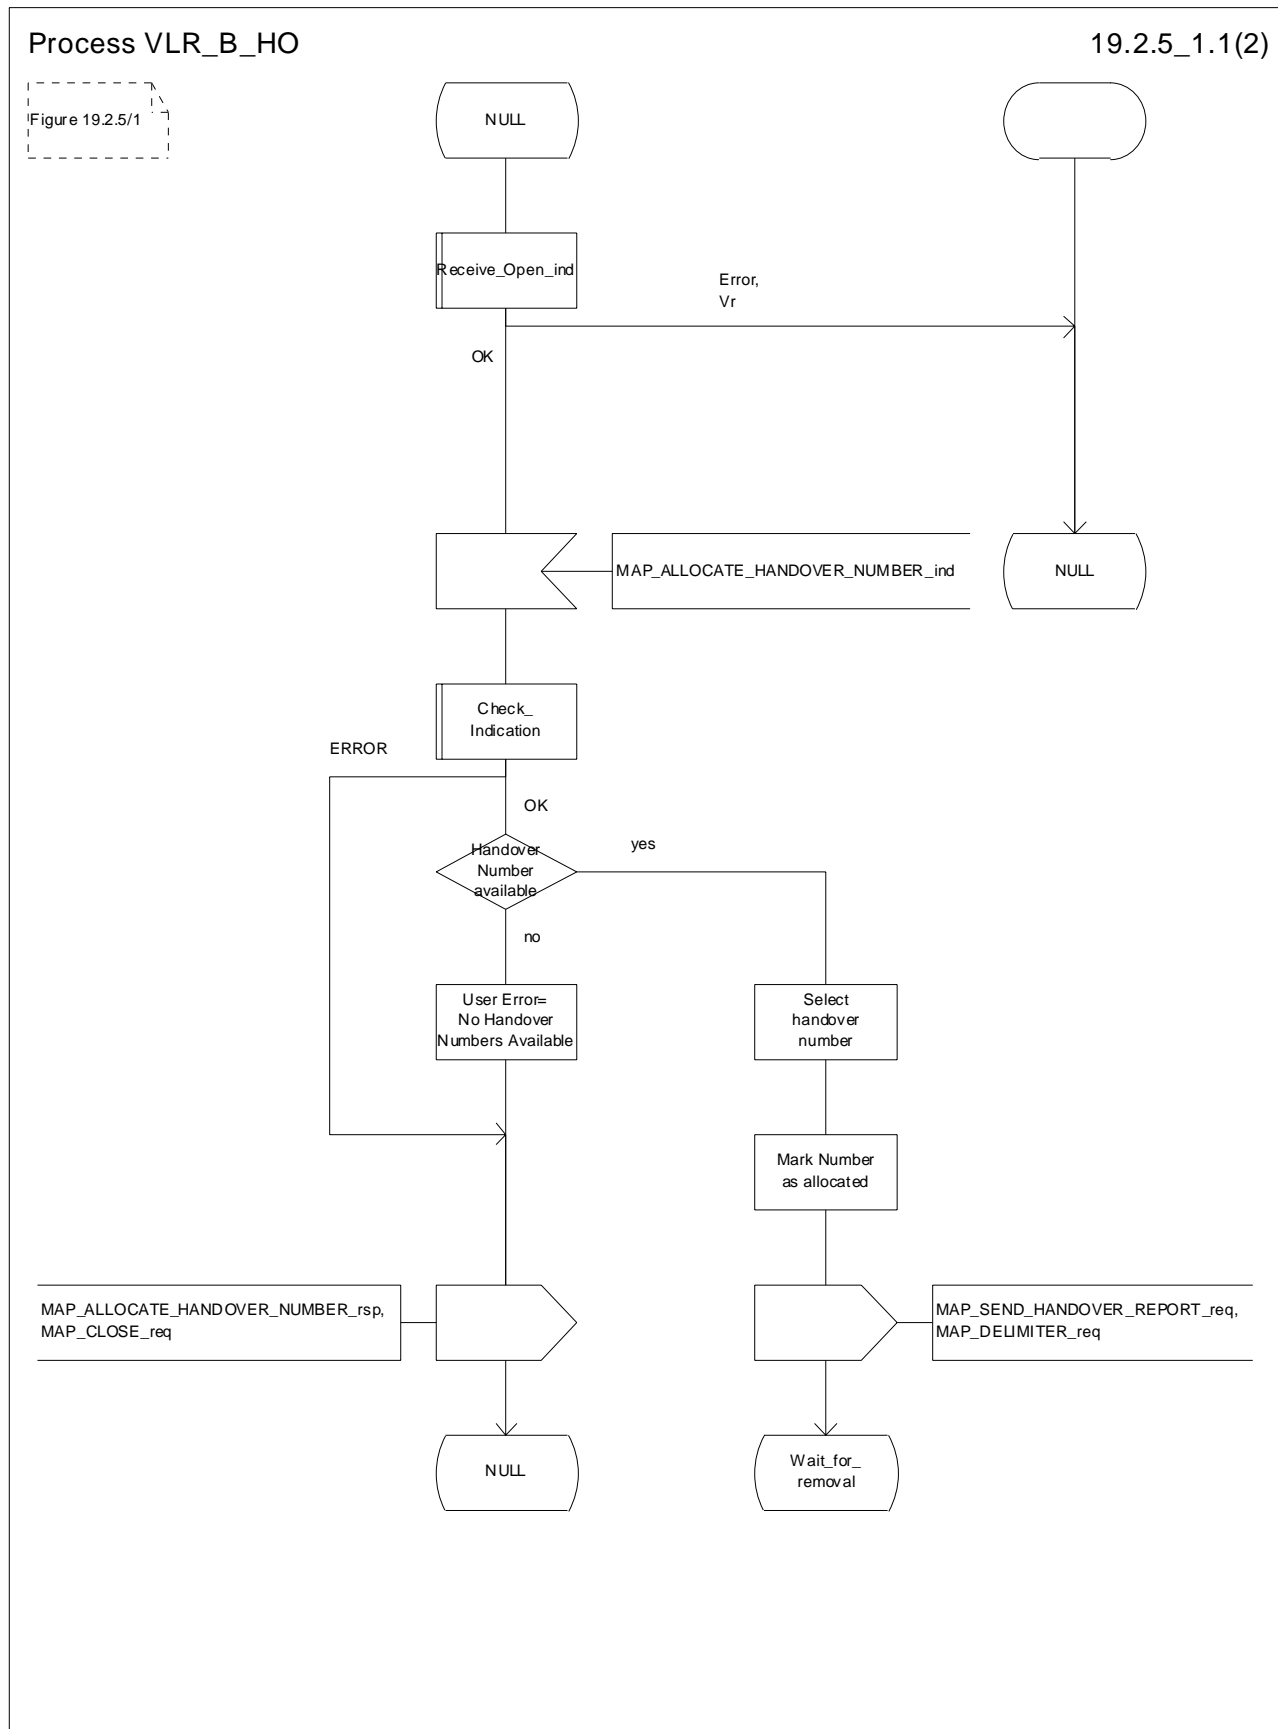 Process VLR_B_HO
19.2.5_1.1(2)
Figure 19.2.5/1
NULL
Receive_Open_ind
Error,
Vr
OK
MAP_ALLOCATE_HANDOVER_NUMBER_ind
NULL
Check_
Indication
ERROR
OK
Handover
Number
available
yes
no
User Error=
No Handover
Numbers Available
Select
handover
number
Mark Number
as allocated
MAP_ALLOCATE_HANDOVER_NUMBER_rsp,
MAP_CLOSE_req
MAP_SEND_HANDOVER_REPORT_req,
MAP_DELIMITER_req
NULL
Wait_for_
removal